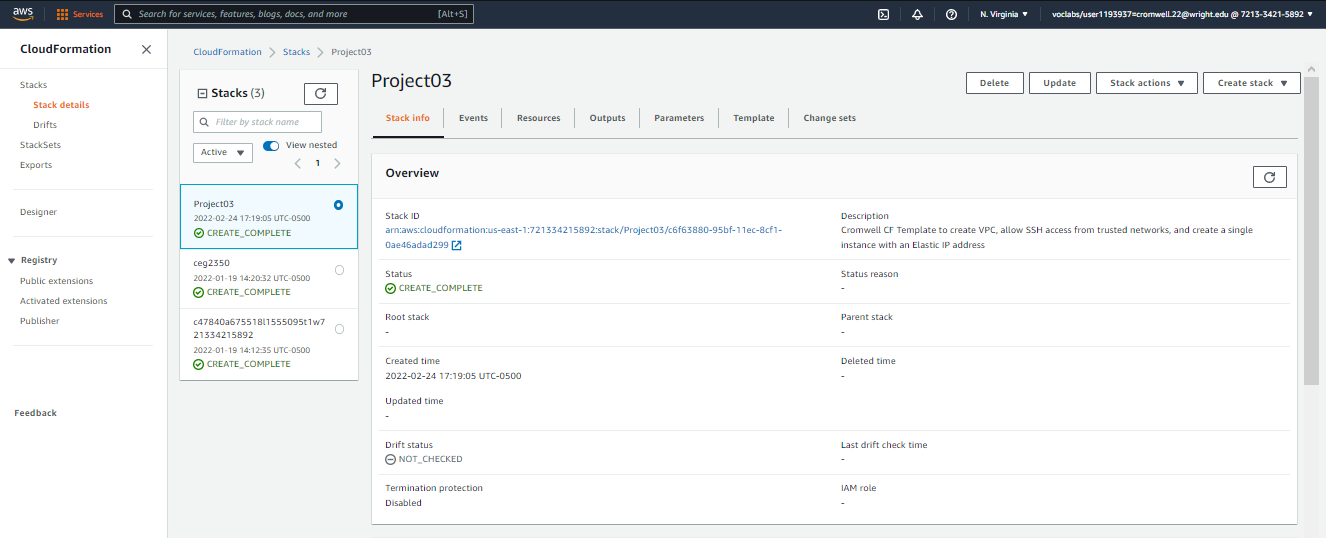 aws
Services
Search for services, features, blogs, docs, and more
[Alt+S]
N. Virginia
voclabs/user1193937=cromwell.22@wright.edu @ 7213-3421-5892
CloudFormation
Stacks
Stack details
Drifts
StackSets
Exports
Designer
Registry
Public extensions
Activated extensions
Publisher
Feedback
CloudFormation
Stacks
Project03
Stacks (3)
Filter by stack name
Active
View nested
1
Project03
2022-02-24 17:19:05 UTC-0500
CREATE_COMPLETE
ceg2350
2022-01-19 14:20:32 UTC-0500
CREATE_COMPLETE
c47840a675518l1555095t1w7
21334215892
2022-01-19 14:12:35 UTC-0500
CREATE_COMPLETE
Project03
Delete
Update
Stack actions
Create stack
Stack info
Events
Resources
Outputs
Parameters
Template
Change sets
Overview
Stack ID
arn:aws:cloudformation:us-east-1:721334215892:stack/Project03/c6f63880-95bf-11ec-8cf1-
0ae46adad299
Description
Cromwell CF Template to create VPC, allow SSH access from trusted networks, and create a single
instance with an Elastic IP address
Status
CREATE_COMPLETE
Status reason
-
Root stack
-
Parent stack
-
Created time
2022-02-24 17:19:05 UTC-0500
Deleted time
-
Updated time
-
Drift status
NOT_CHECKED
Last drift check time
-
Termination protection
Disabled
IAM role
-